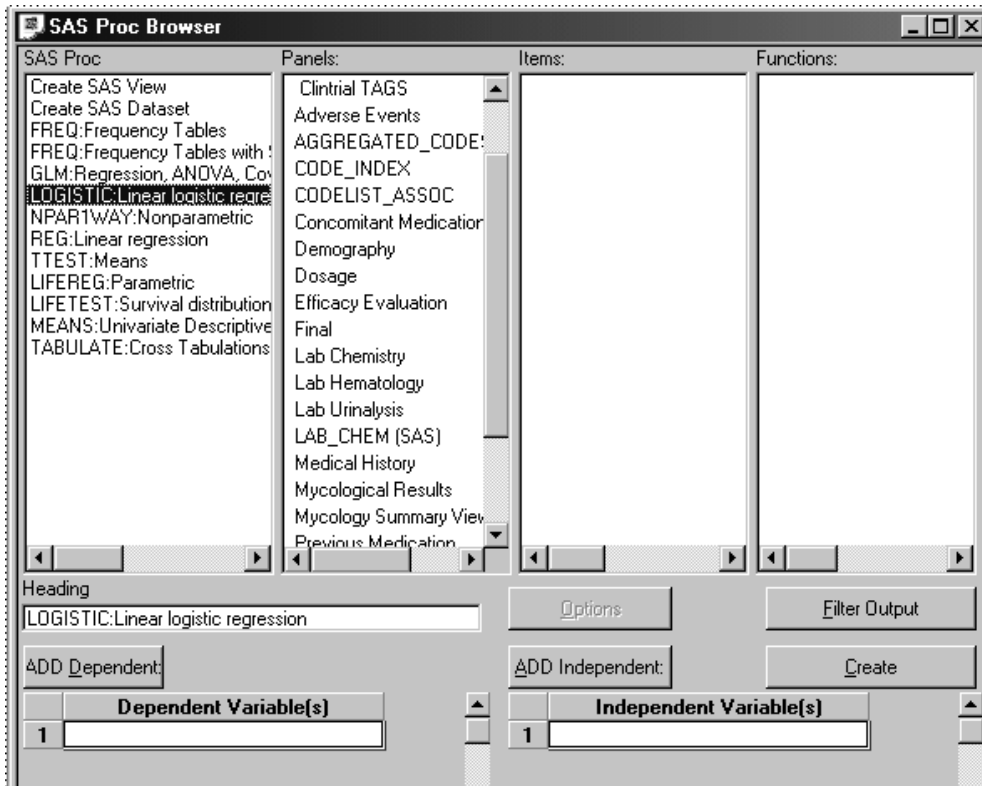 SAS Proc Browser
SAS Proc
Create SAS View
Create SAS Dataset
FREQ:Frequency Tables
FREQ:Frequency Tables with
GLM:Regression, ANOVA, Cov
LOGISTIC:Linear logistic regre
NPAR1WAY:Nonparametric
REG:Linear regression
TTEST:Means
LIFEREG:Parametric
LIFETEST:Survival distribution
MEANS:Univariate Descriptive
TABULATE:Cross Tabulations
Panels:
Clintrial TAGS
Adverse Events
AGGREGATED_CODE
CODE_INDEX
CODELIST_ASSOC
Concomitant Medication
Demography
Dosage
Efficacy Evaluation
Final
Lab Chemistry
Lab Hematology
Lab Urinalysis
LAB_CHEM (SAS)
Medical History
Mycological Results
Mycology Summary View
Previous Medication
Items:
Functions:
Heading
LOGISTIC:Linear logistic regression
Options
Filter Output
ADD Dependent:
ADD Independent:
Create
Dependent Variable(s)
1
Independent Variable(s)
1